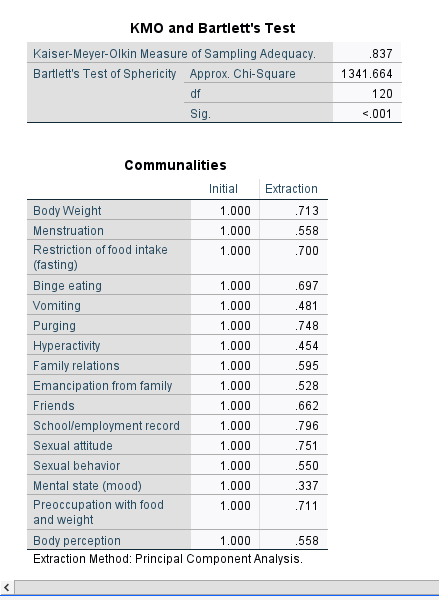 KMO and Bartlett's Test
Kaiser-Meyer-Olkin Measure of Sampling Adequacy. .837
Bartlett's Test of Sphericity Approx. Chi-Square 1341.664
df 120
Sig. <.001
Communalities
Initial Extraction
Body Weight 1.000 .713
Menstruation 1.000 .558
Restriction of food intake 1.000 .700
(fasting)
Binge eating 1.000 .697
Vomiting 1.000 .481
Purging 1.000 .748
Hyperactivity 1.000 .454
Family relations 1.000 .595
Emancipation from family 1.000 .528
Friends 1.000 .662
School/employment record 1.000 .796
Sexual attitude 1.000 .751
Sexual behavior 1.000 .550
Mental state (mood) 1.000 .337
Preoccupation with food 1.000 .711
and weight
Body perception 1.000 .558
Extraction Method: Principal Component Analysis.